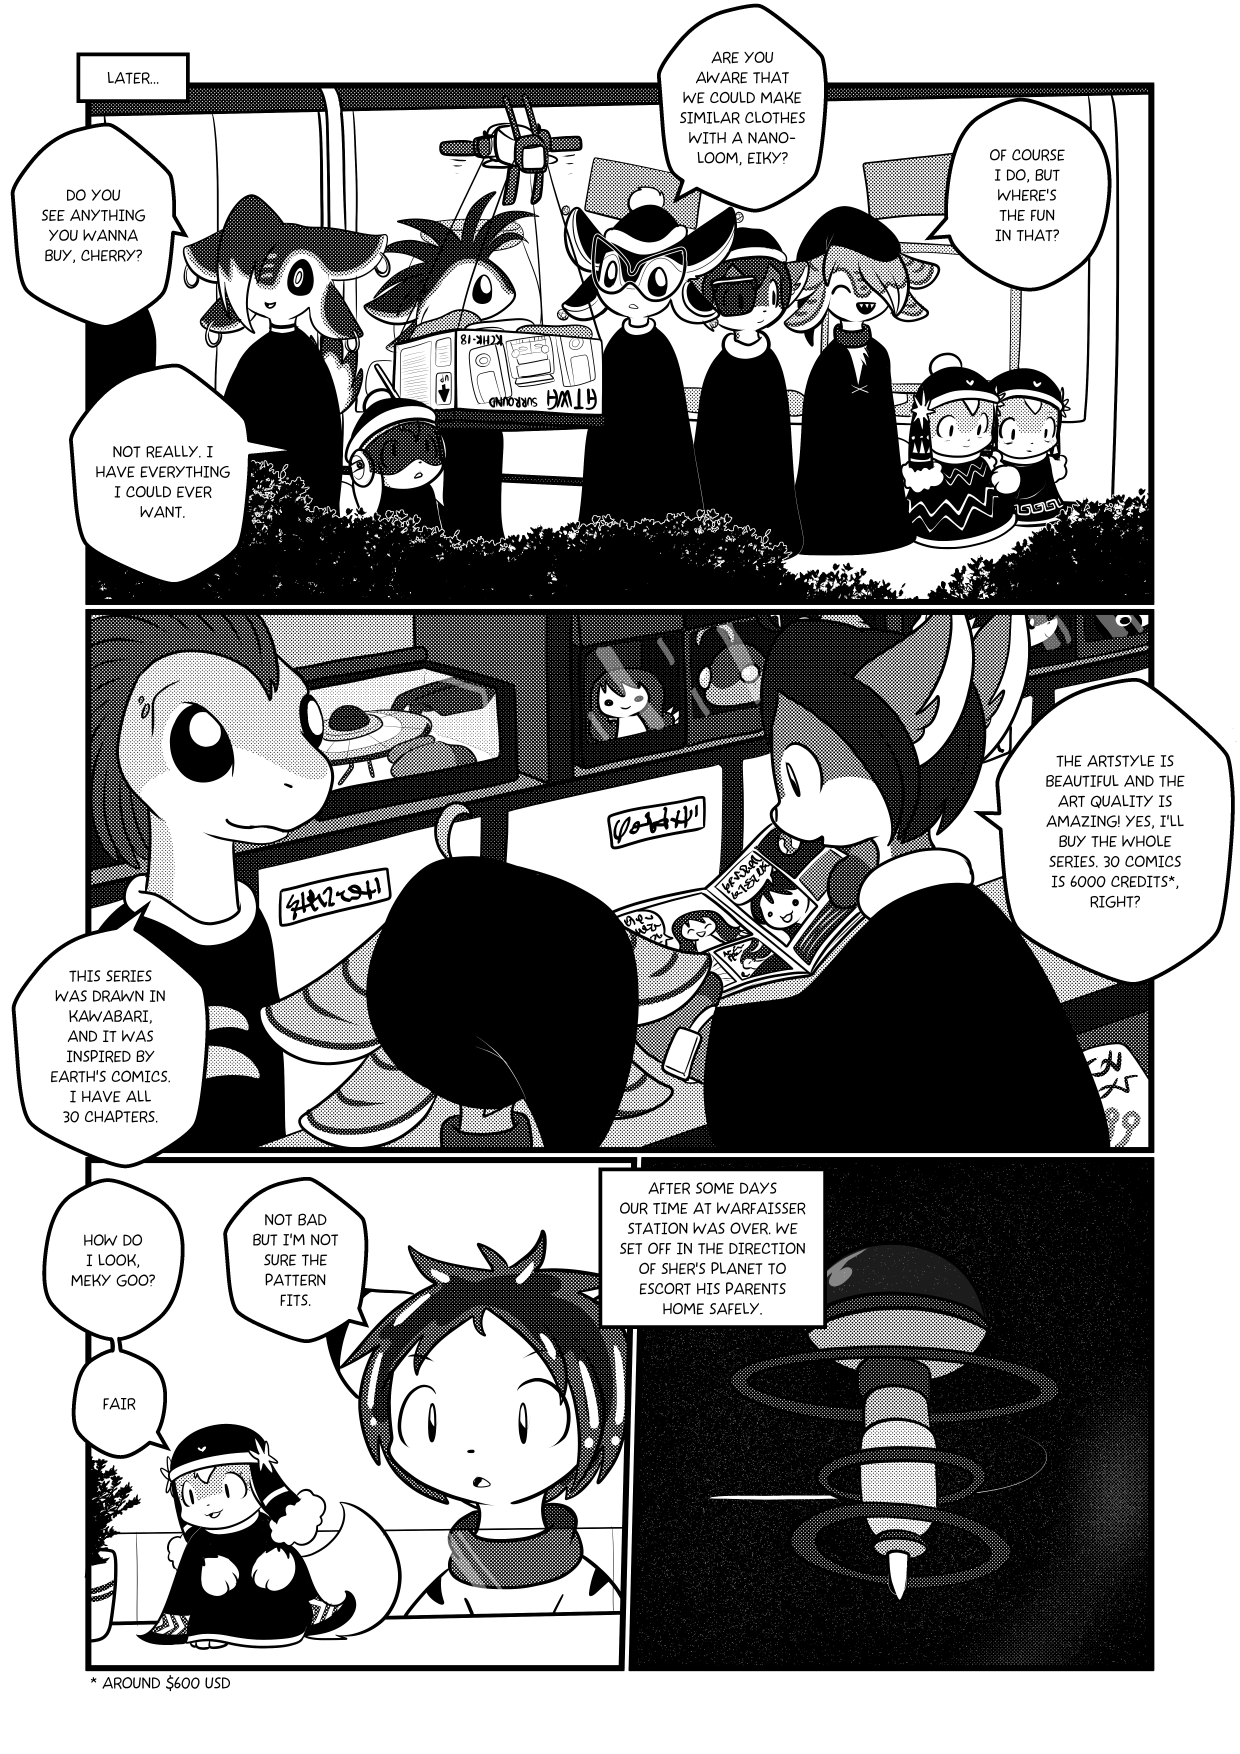 LATER...
DO YOU
SEE ANYTHING
YOU WANNA
BUY, CHERRY?
ARE YOU
AWARE THAT
WE COULD MAKE
SIMILAR CLOTHES
WITH A NANO-
LOOM, EIKY?
OF COURSE
I DO, BUT
WHERE'S
THE FUN
IN THAT?
NOT REALLY. I
HAVE EVERYTHING
I COULD EVER
WANT.
KCHK-18
UP
SURROUND
THE ARTSTYLE IS
BEAUTIFUL AND THE
ART QUALITY IS
AMAZING! YES, I'LL
BUY THE WHOLE
SERIES. 30 COMICS
IS 6000 CREDITS*,
RIGHT?
THIS SERIES
WAS DRAWN IN
KAWABARI,
AND IT WAS
INSPIRED BY
EARTH'S COMICS.
I HAVE ALL
30 CHAPTERS.
HOW DO
I LOOK,
MEKY GOO?
NOT BAD
BUT I'M NOT
SURE THE
PATTERN
FITS.
FAIR
AFTER SOME DAYS
OUR TIME AT WARFAISSER
STATION WAS OVER. WE
SET OFF IN THE DIRECTION
OF SHER'S PLANET TO
ESCORT HIS PARENTS
HOME SAFELY.
* AROUND $600 USD